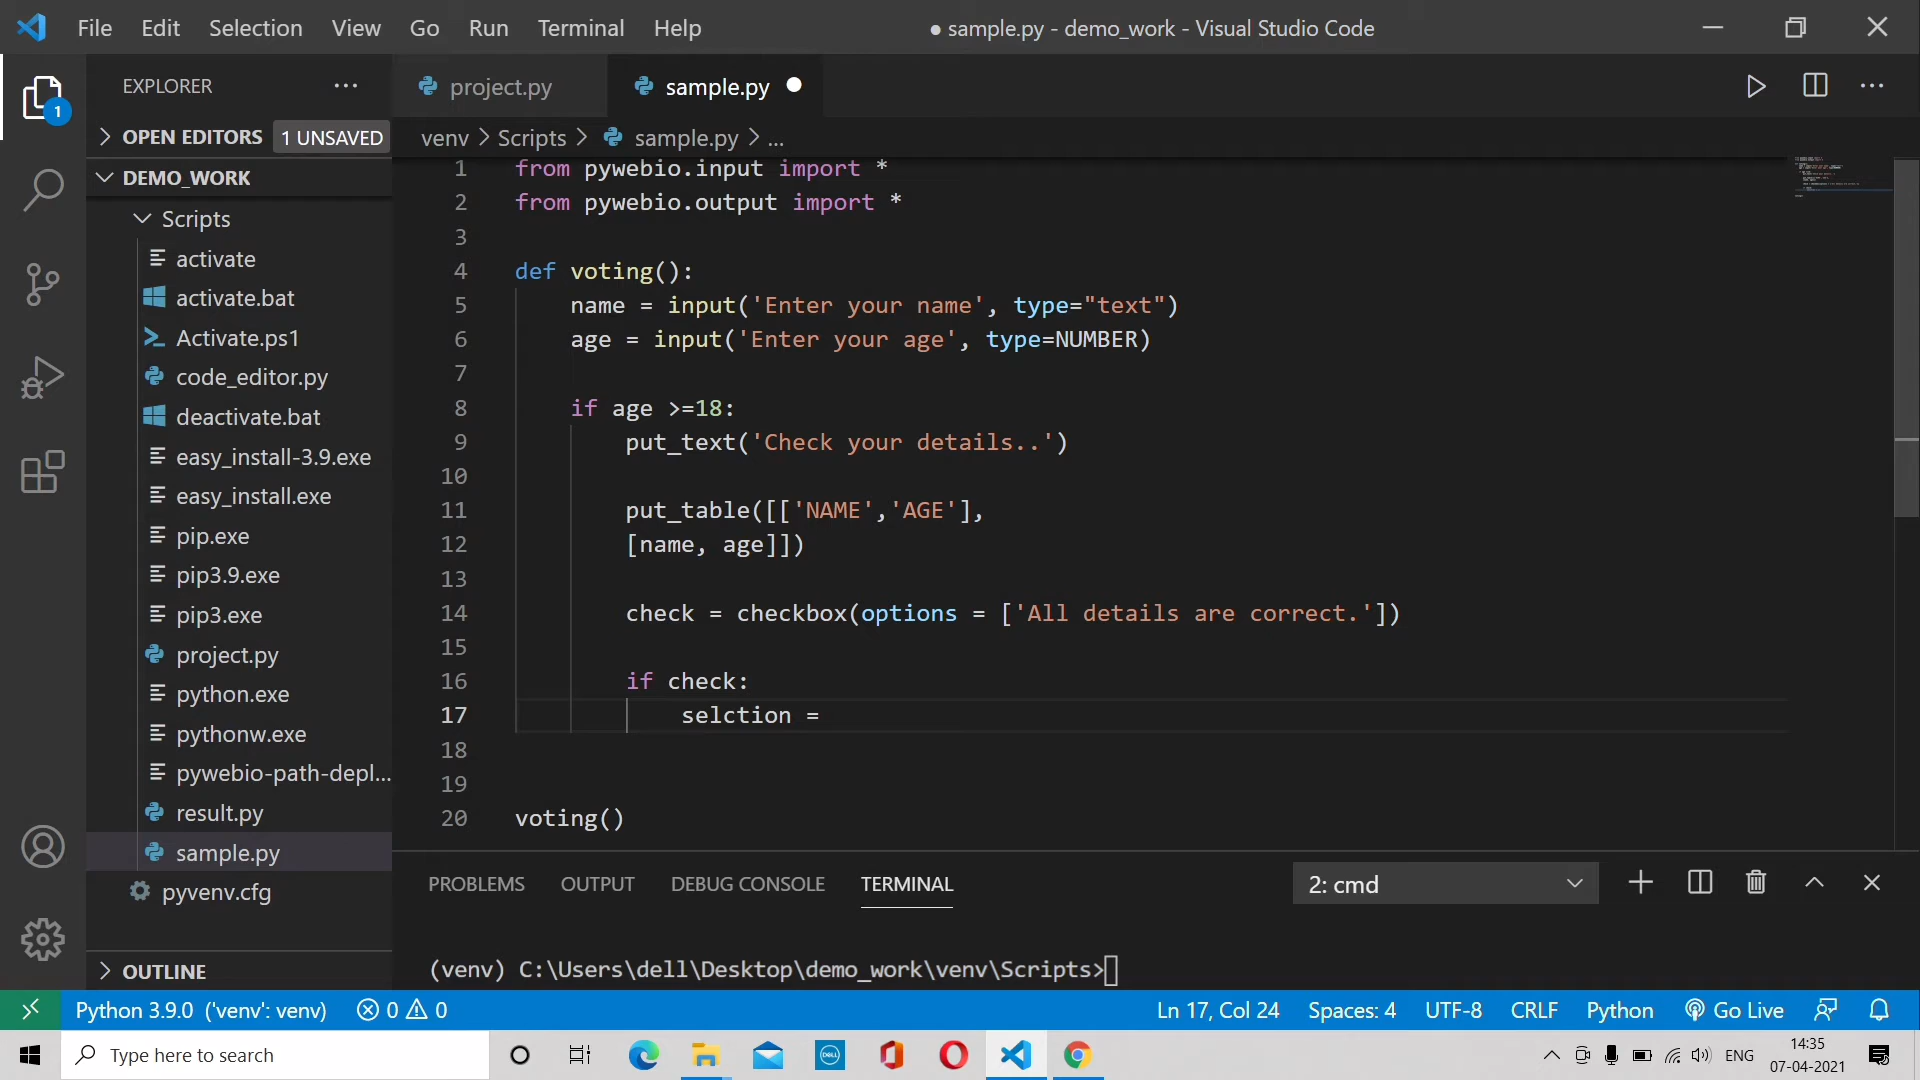 File Edit Selection View Go Run Terminal Help
● sample.py - demo_work - Visual Studio Code
EXPLORER
project.py
sample.py
1
OPEN EDITORS 1 UNSAVED
venv > Scripts > sample.py > ...
DEMO_WORK
Scripts
activate
activate.bat
Activate.ps1
code_editor.py
deactivate.bat
easy_install-3.9.exe
easy_install.exe
pip.exe
pip3.9.exe
pip3.exe
project.py
python.exe
pythonw.exe
pywebio-path-depl...
result.py
sample.py
pyvenv.cfg
OUTLINE
1 from pywebio.input import *
2 from pywebio.output import *
3
4 def voting():
5 name = input('Enter your name', type="text")
6 age = input('Enter your age', type=NUMBER)
7
8 if age >=18:
9 put_text('Check your details..')
10
11 put_table([['NAME','AGE'],
12 [name, age]])
13
14 check = checkbox(options = ['All details are correct.'])
15
16 if check:
17 selction =
18
19
20 voting()
PROBLEMS OUTPUT DEBUG CONSOLE TERMINAL
2: cmd
(venv) C:\Users\dell\Desktop\demo_work\venv\Scripts>
Python 3.9.0 ('venv': venv) 0 0
Ln 17, Col 24 Spaces: 4 UTF-8 CRLF Python Go Live
Type here to search
DELL
ENG
14:35
07-04-2021